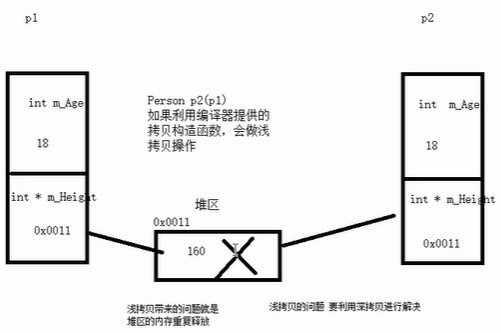 p1
p2
int m_Age
18
int * m_Height
0x0011
Person p2(p1)
如果利用编译器提供的
拷贝构造函数，会做浅
拷贝操作
堆区
0x0011
160
int m_Age
18
int * m_Height
0x0011
浅拷贝带来的问题就是
堆区的内存重复释放
浅拷贝的问题 要利用深拷贝进行解决